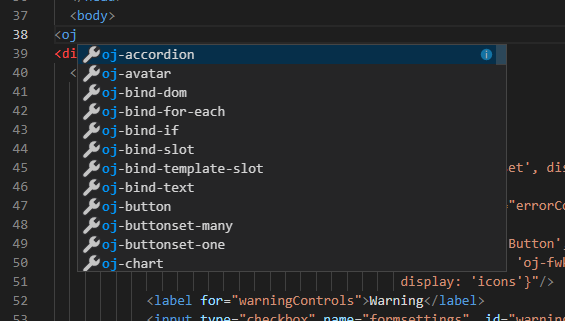 37 <body>
38 <oj
39 <di
oj-accordion
40 <
oj-avatar
41 oj-bind-dom
42 oj-bind-for-each
43 oj-bind-if
44 oj-bind-slot
45 oj-bind-template-slot et', dis
46 oj-bind-text
47 oj-button "errorCo
48 oj-buttonset-many
49 oj-buttonset-one Button',
50 oj-chart 'oj-fwk
51 display: 'icons'}"/>
52 <label for="warningControls">Warning</label>
53 <input type="checkbox" name="formsettings" id="warning